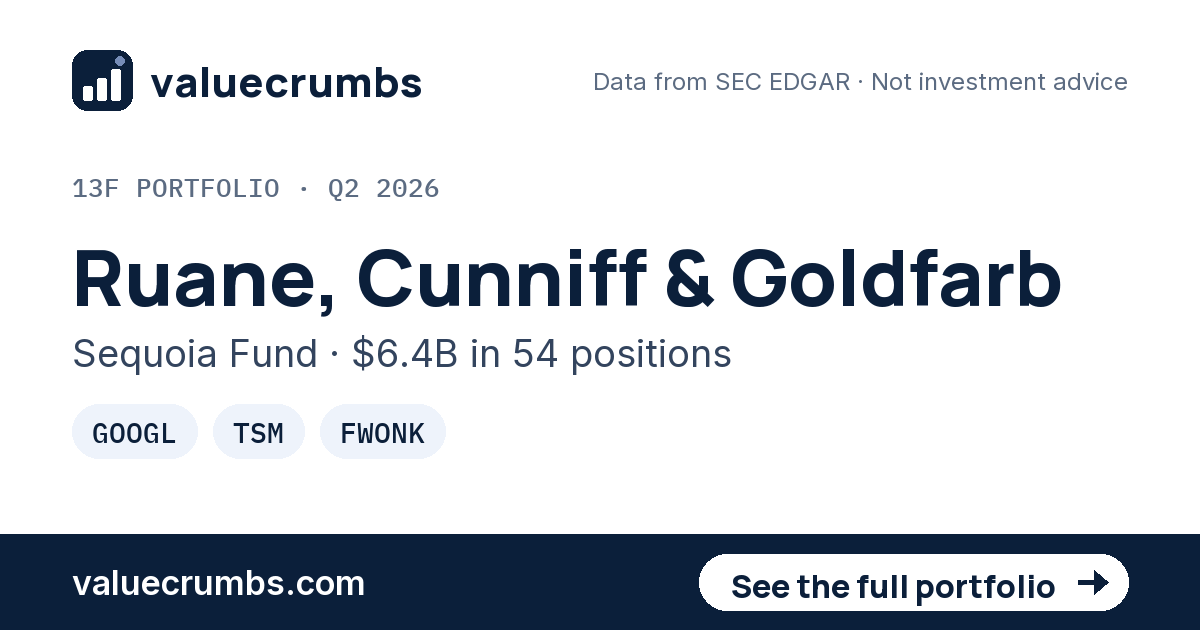 valuecrumbs
Data from SEC EDGAR · Not investment advice
13F PORTFOLIO · Q2 2026
Ruane, Cunniff & Goldfarb
Sequoia Fund · $6.4B in 54 positions
GOOGL TSM FWONK
valuecrumbs.com
See the full portfolio →